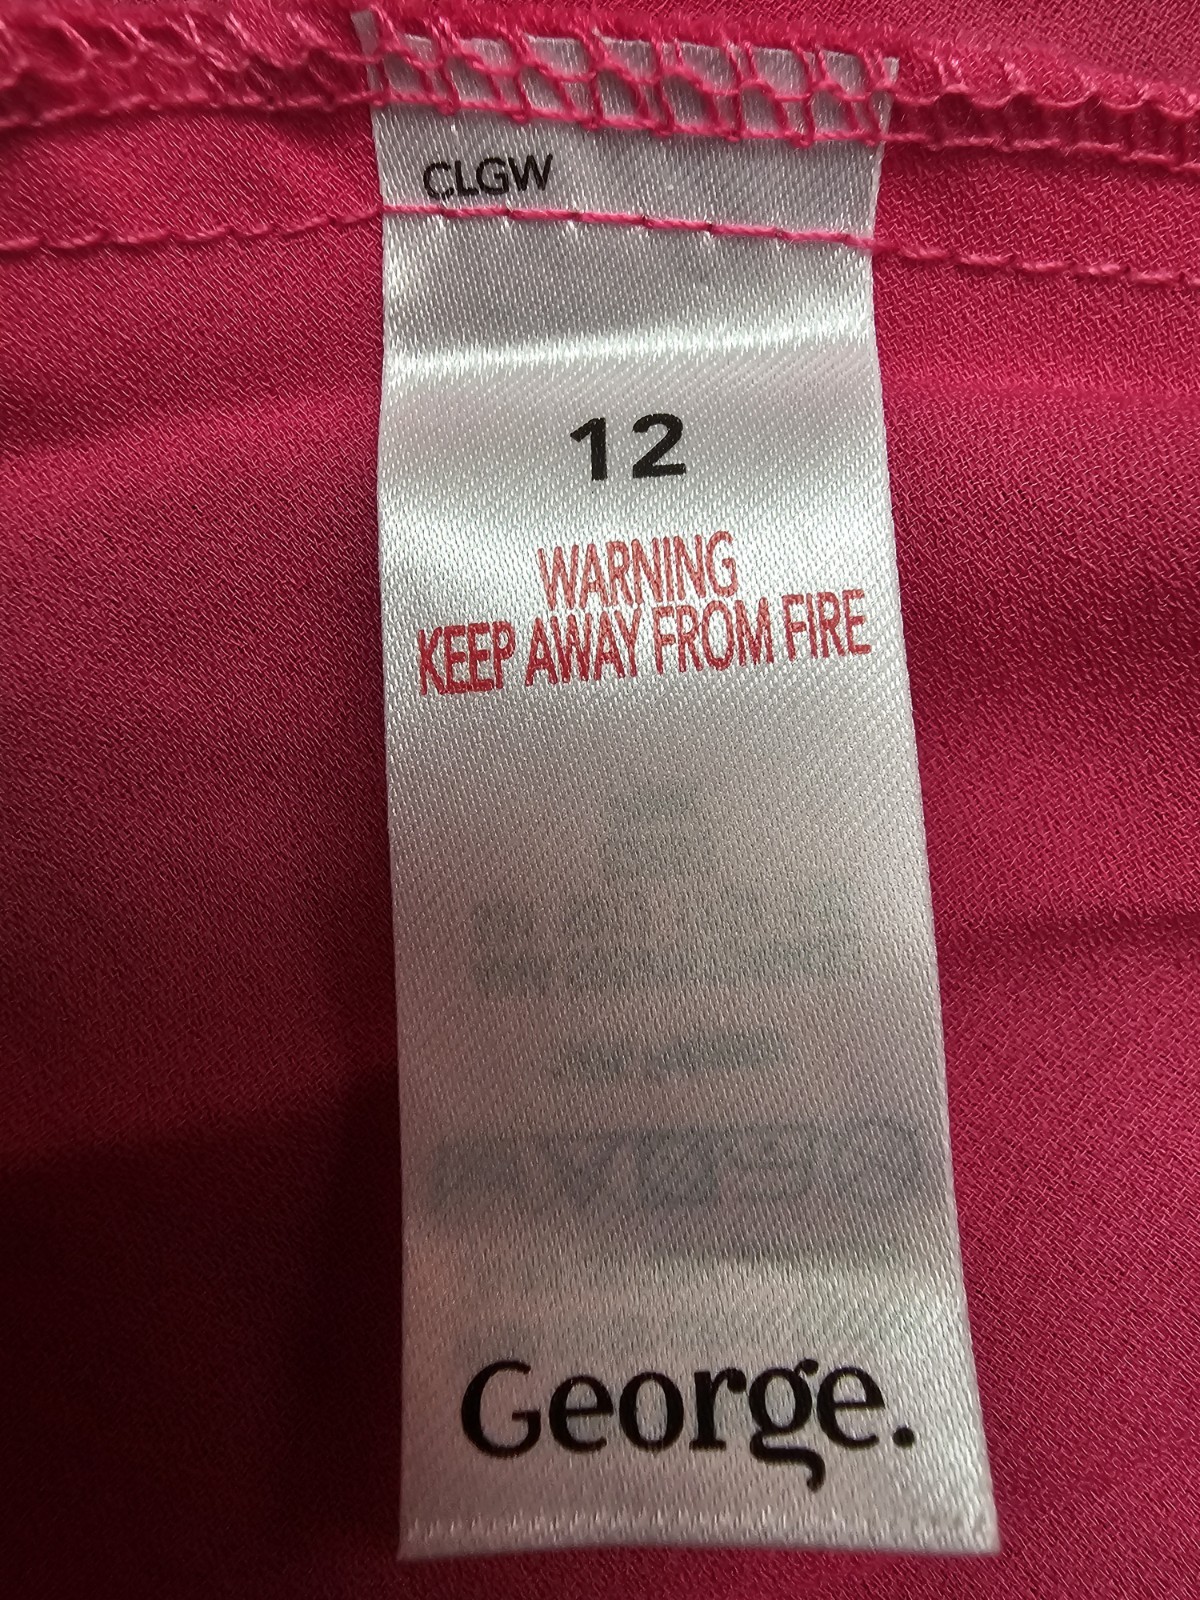 CLGW
12
WARNING
KEEP AWAY FROM FIRE
George.